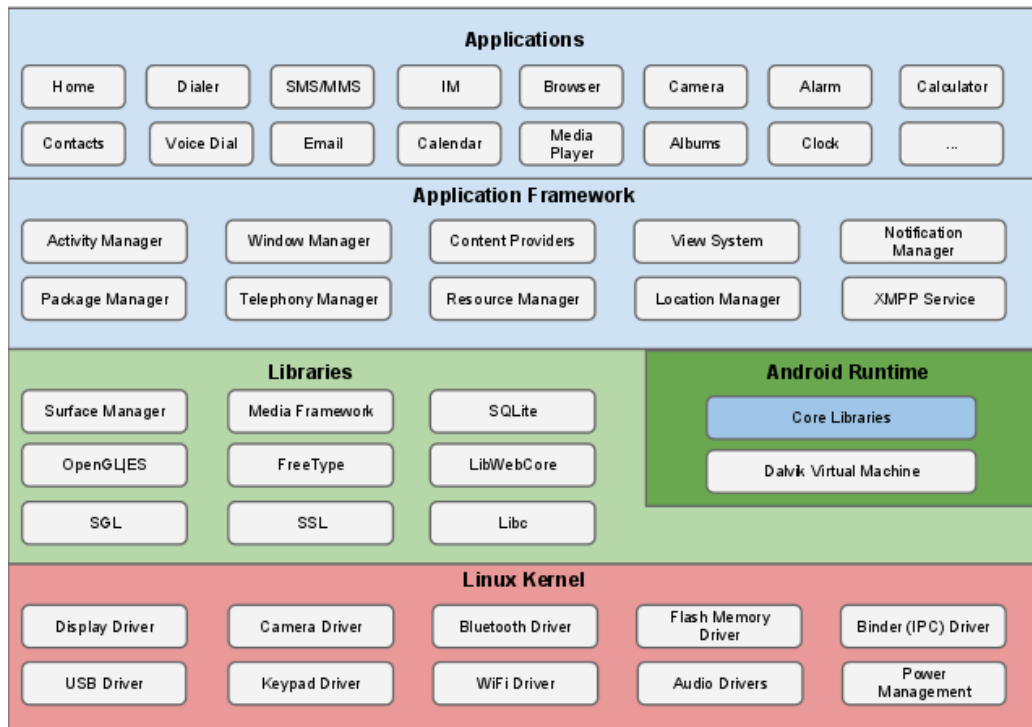 Applications
Home
Dialer
SMS/MMS
IM
Browser
Camera
Alarm
Calculator
Contacts
Voice Dial
Email
Calendar
Media
Player
Albums
Clock
...
Application Framework
Activity Manager
Window Manager
Content Providers
View System
Notification
Manager
Package Manager
Telephony Manager
Resource Manager
Location Manager
XMPP Service
Libraries
Surface Manager
Media Framework
SQLite
OpenGL|ES
FreeType
LibWebCore
SGL
SSL
Libc
Android Runtime
Core Libraries
Dalvik Virtual Machine
Linux Kernel
Display Driver
Camera Driver
Bluetooth Driver
Flash Memory
Driver
Binder (IPC) Driver
USB Driver
Keypad Driver
WiFi Driver
Audio Drivers
Power
Management